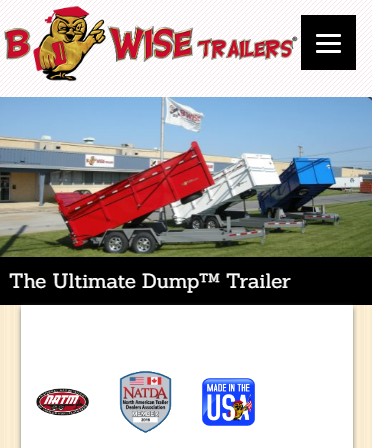 B WISE TRAILERS®
The Ultimate Dump™ Trailer
NATM
NATDA
North American Trailer
Dealers Association
MEMBER
MADE IN THE
USA